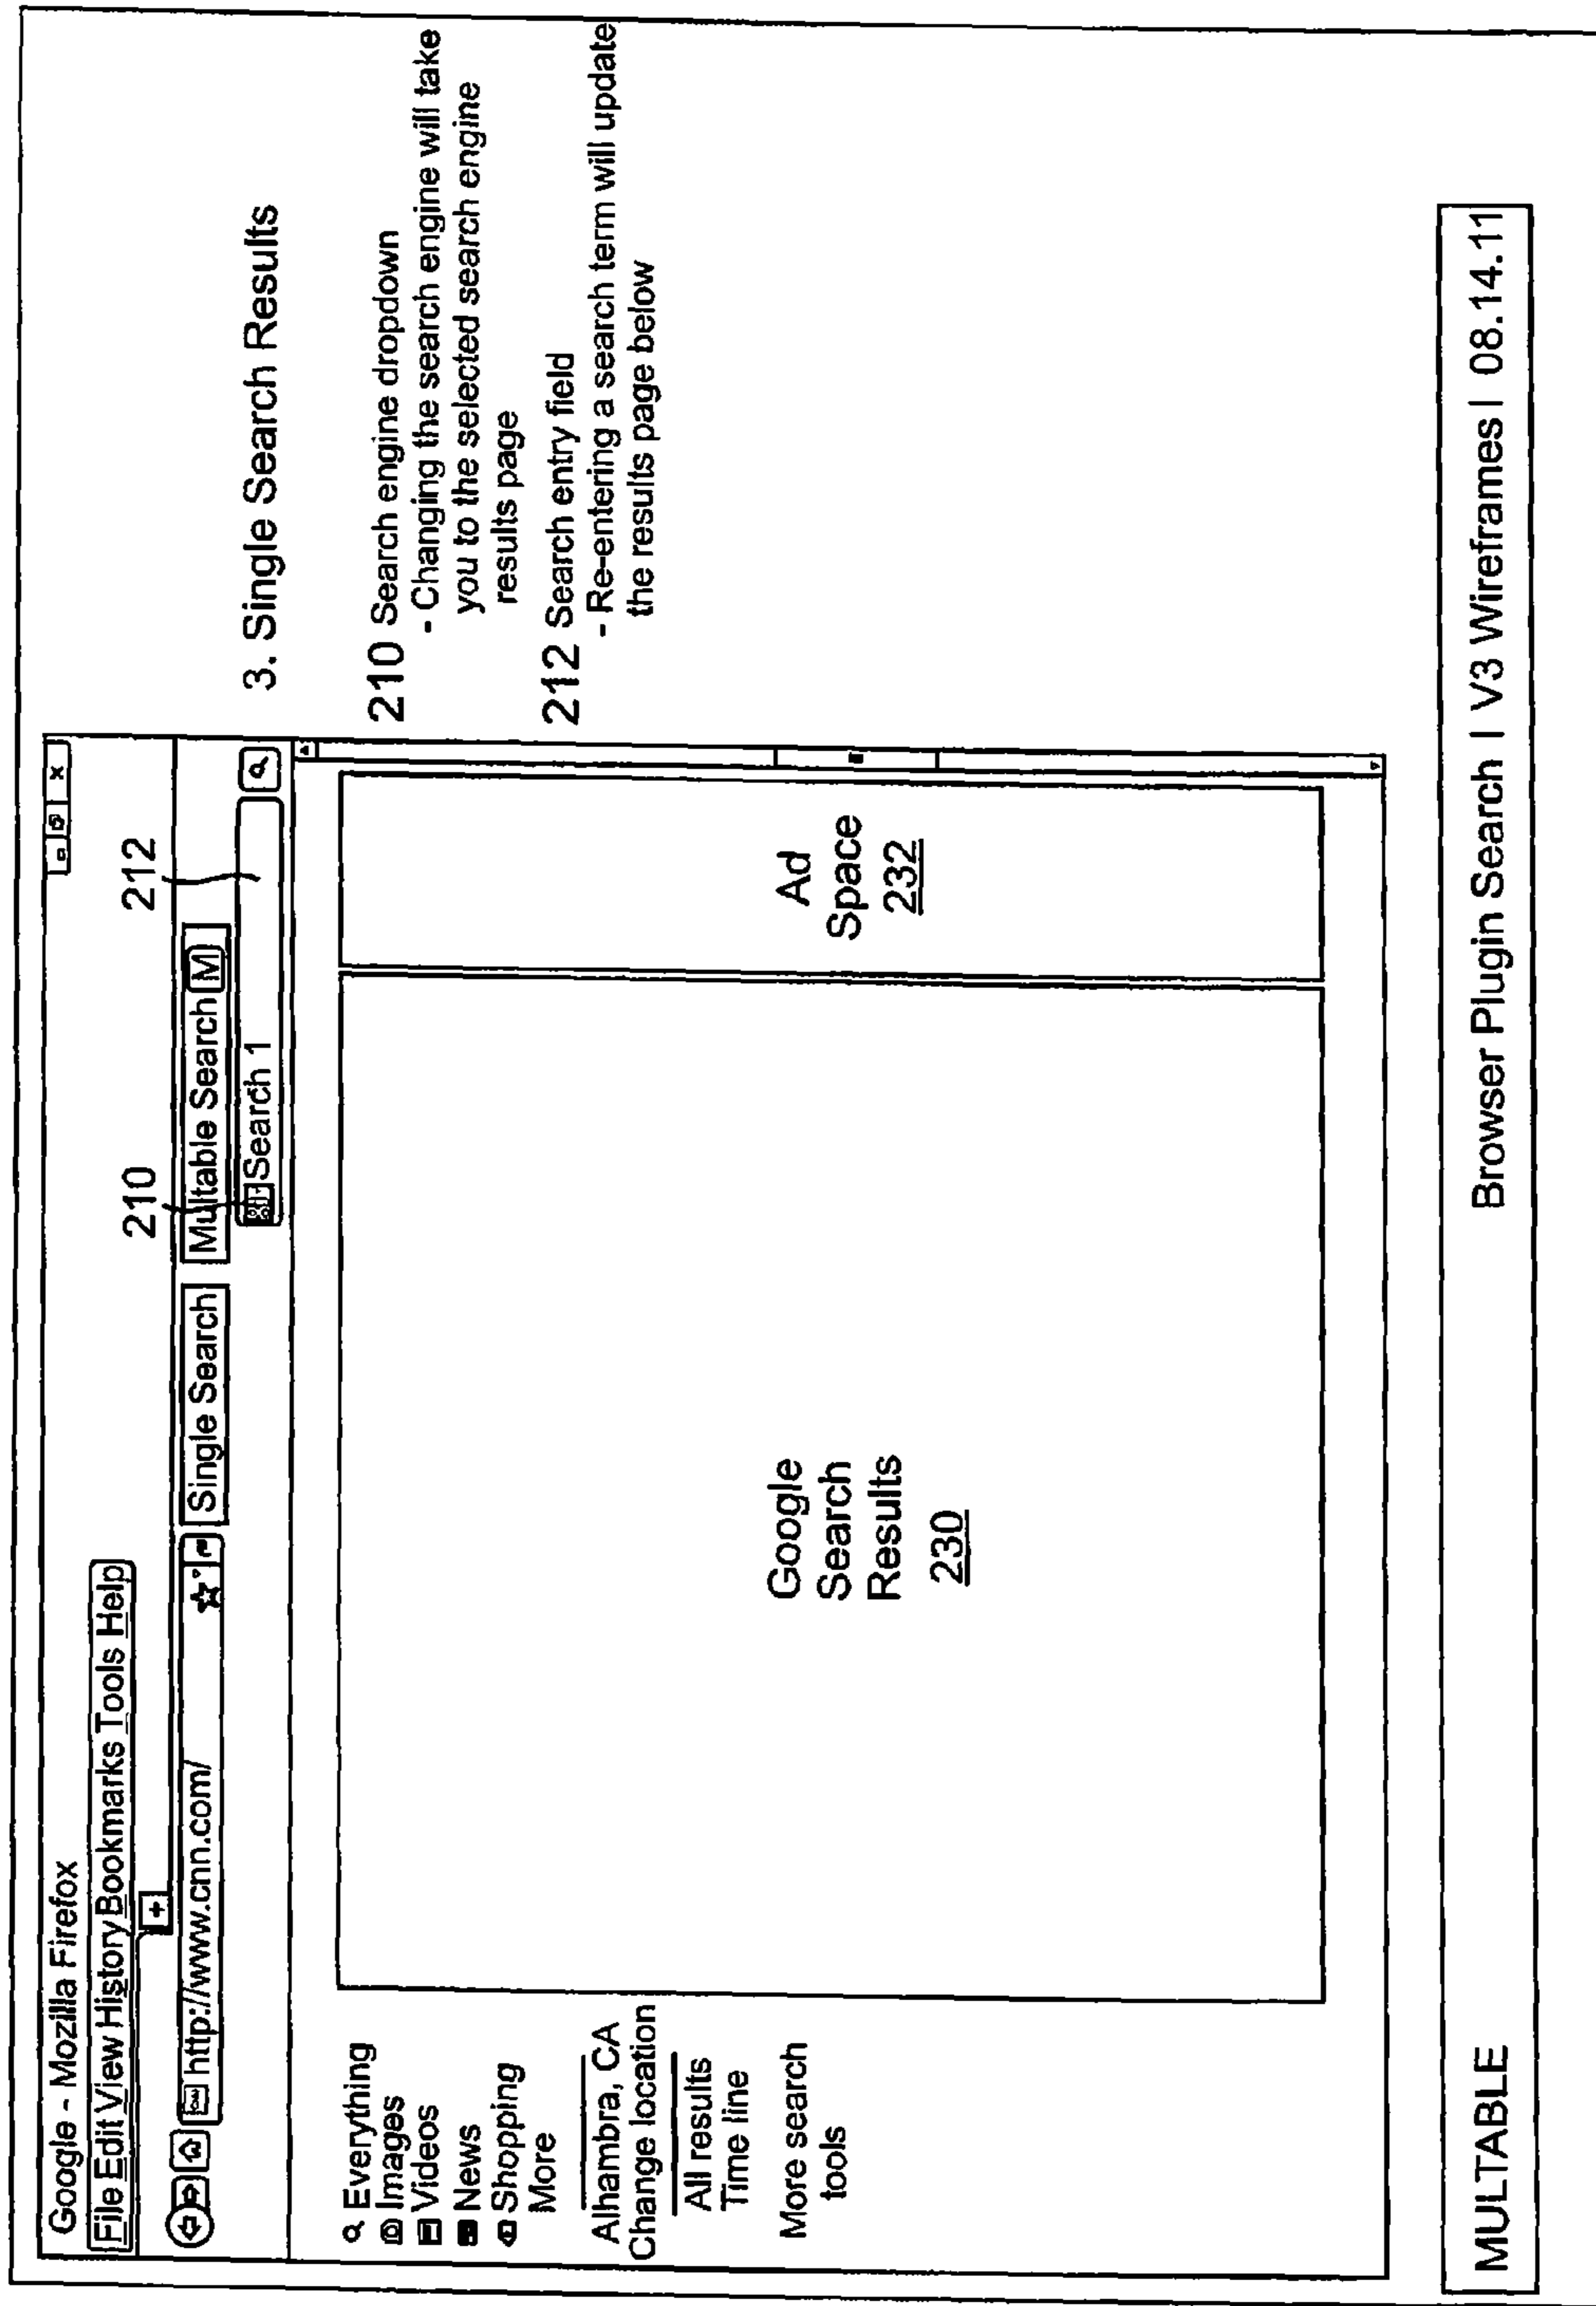 Google - Mozilla Firefox
File Edit View History Bookmarks Tools Help
+
http://www.cnn.com/
Single Search
Multable Search M
210
212
Search 1
Everything
Images
Videos
News
Shopping
More
Alhambra, CA
Change location
All results
Time line
More search
tools
Google
Search
Results
230
Ad
Space
232
3. Single Search Results
210 Search engine dropdown
- Changing the search engine will take
you to the selected search engine
results page
212 Search entry field
- Re-entering a search term will update
the results page below
MULTABLE
Browser Plugin Search | V3 Wireframes | 08.14.11